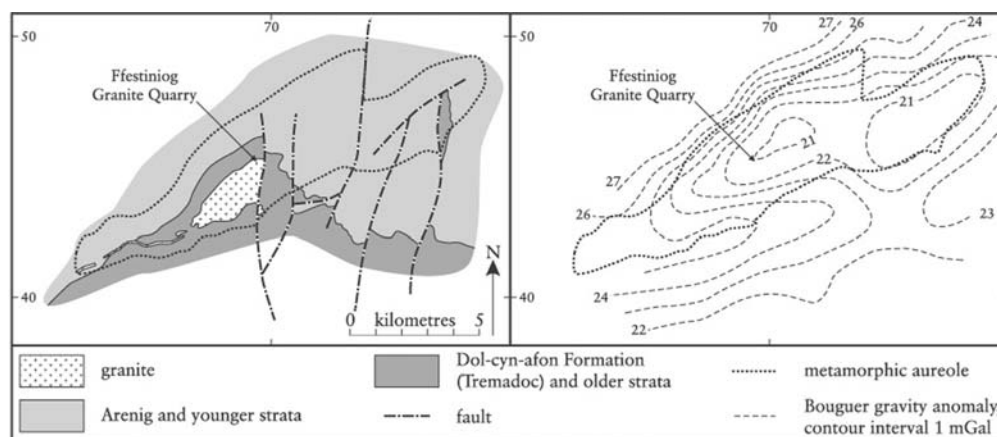 50
70
Ffestiniog
Granite Quarry
40
N
0 kilometres 5
70
27
26
24
50
Ffestiniog
Granite Quarry
21
21
22
27
26
23
24
40
22
granite
Arenig and younger strata
Dol-cyn-afon Formation
(Tremadoc) and older strata
fault
metamorphic aureole
Bouguer gravity anomaly
contour interval 1 mGal